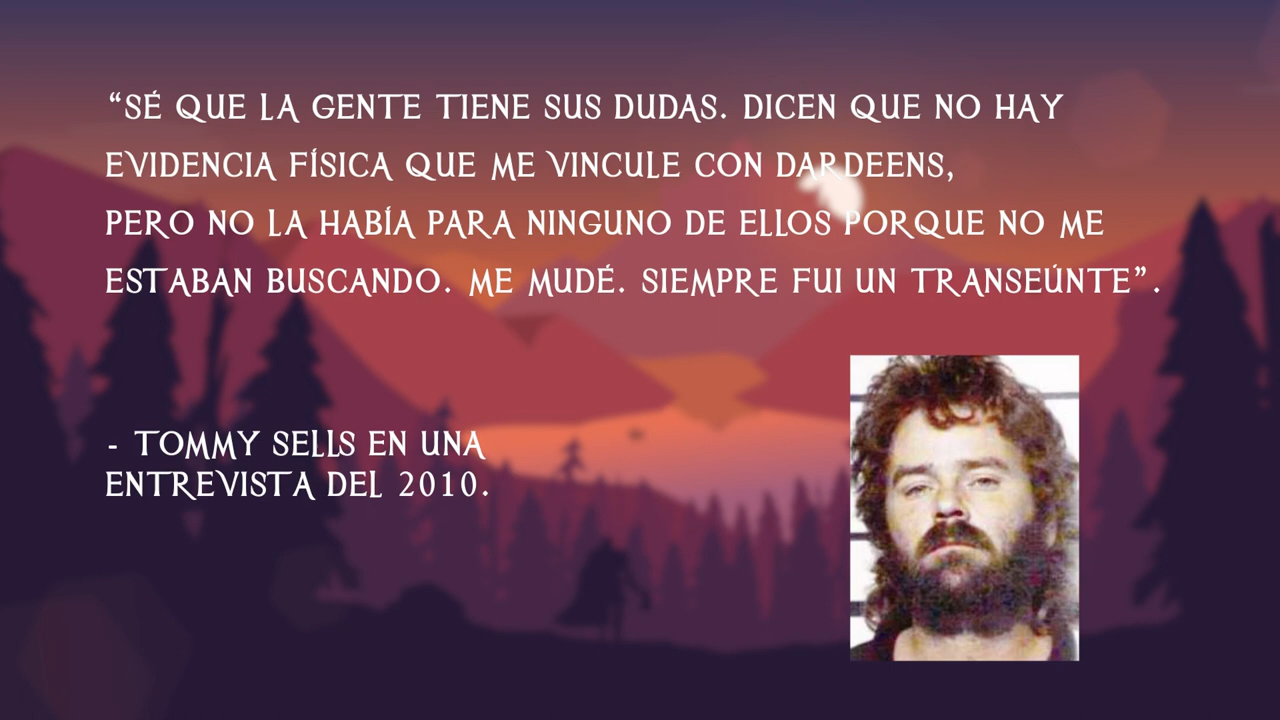 “SÉ QUE LA GENTE TIENE SUS DUDAS. DICEN QUE NO HAY
EVIDENCIA FÍSICA QUE ME VINCULE CON DARDEENS,
PERO NO LA HABÍA PARA NINGUNO DE ELLOS PORQUE NO ME
ESTABAN BUSCANDO. ME MUDÉ. SIEMPRE FUI UN TRANSEÚNTE”.
- TOMMY SELLS EN UNA
ENTREVISTA DEL 2010.